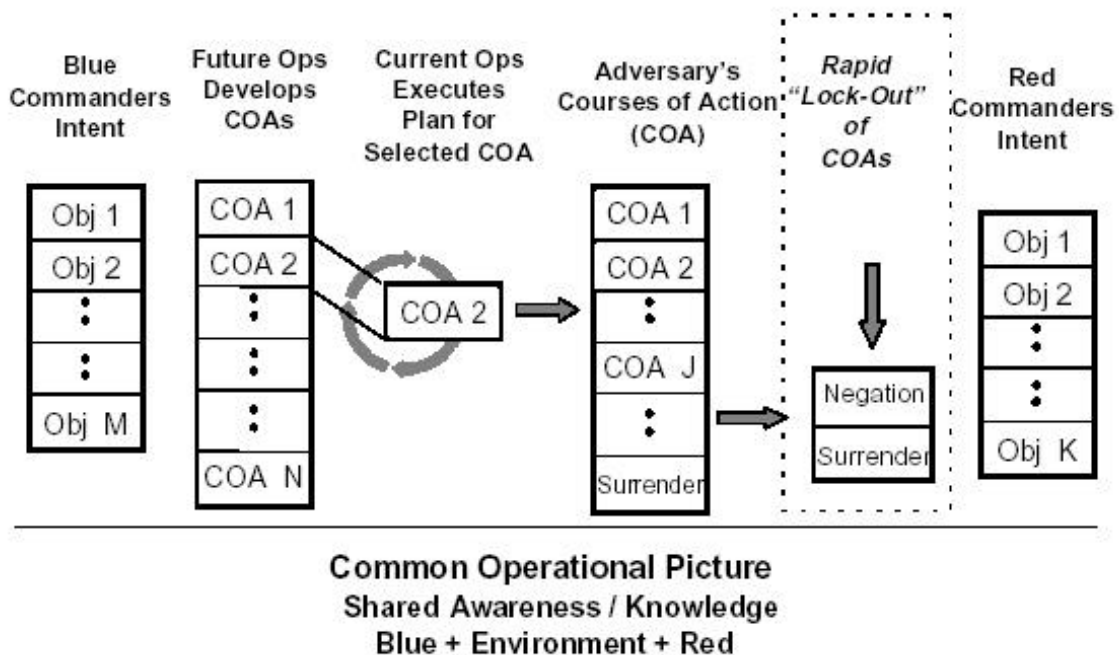 Blue
Commanders
Intent
Obj 1
Obj 2
Obj M
Future Ops
Develops
COAs
COA 1
COA 2
COA N
Current Ops
Executes
Plan for
Selected COA
COA 2
Adversary's
Courses of Action
(COA)
COA 1
COA 2
COA J
Surrender
Rapid
“Lock-Out”
of
COAs
Negation
Surrender
Red
Commanders
Intent
Obj 1
Obj 2
Obj K
Common Operational Picture
Shared Awareness / Knowledge
Blue + Environment + Red